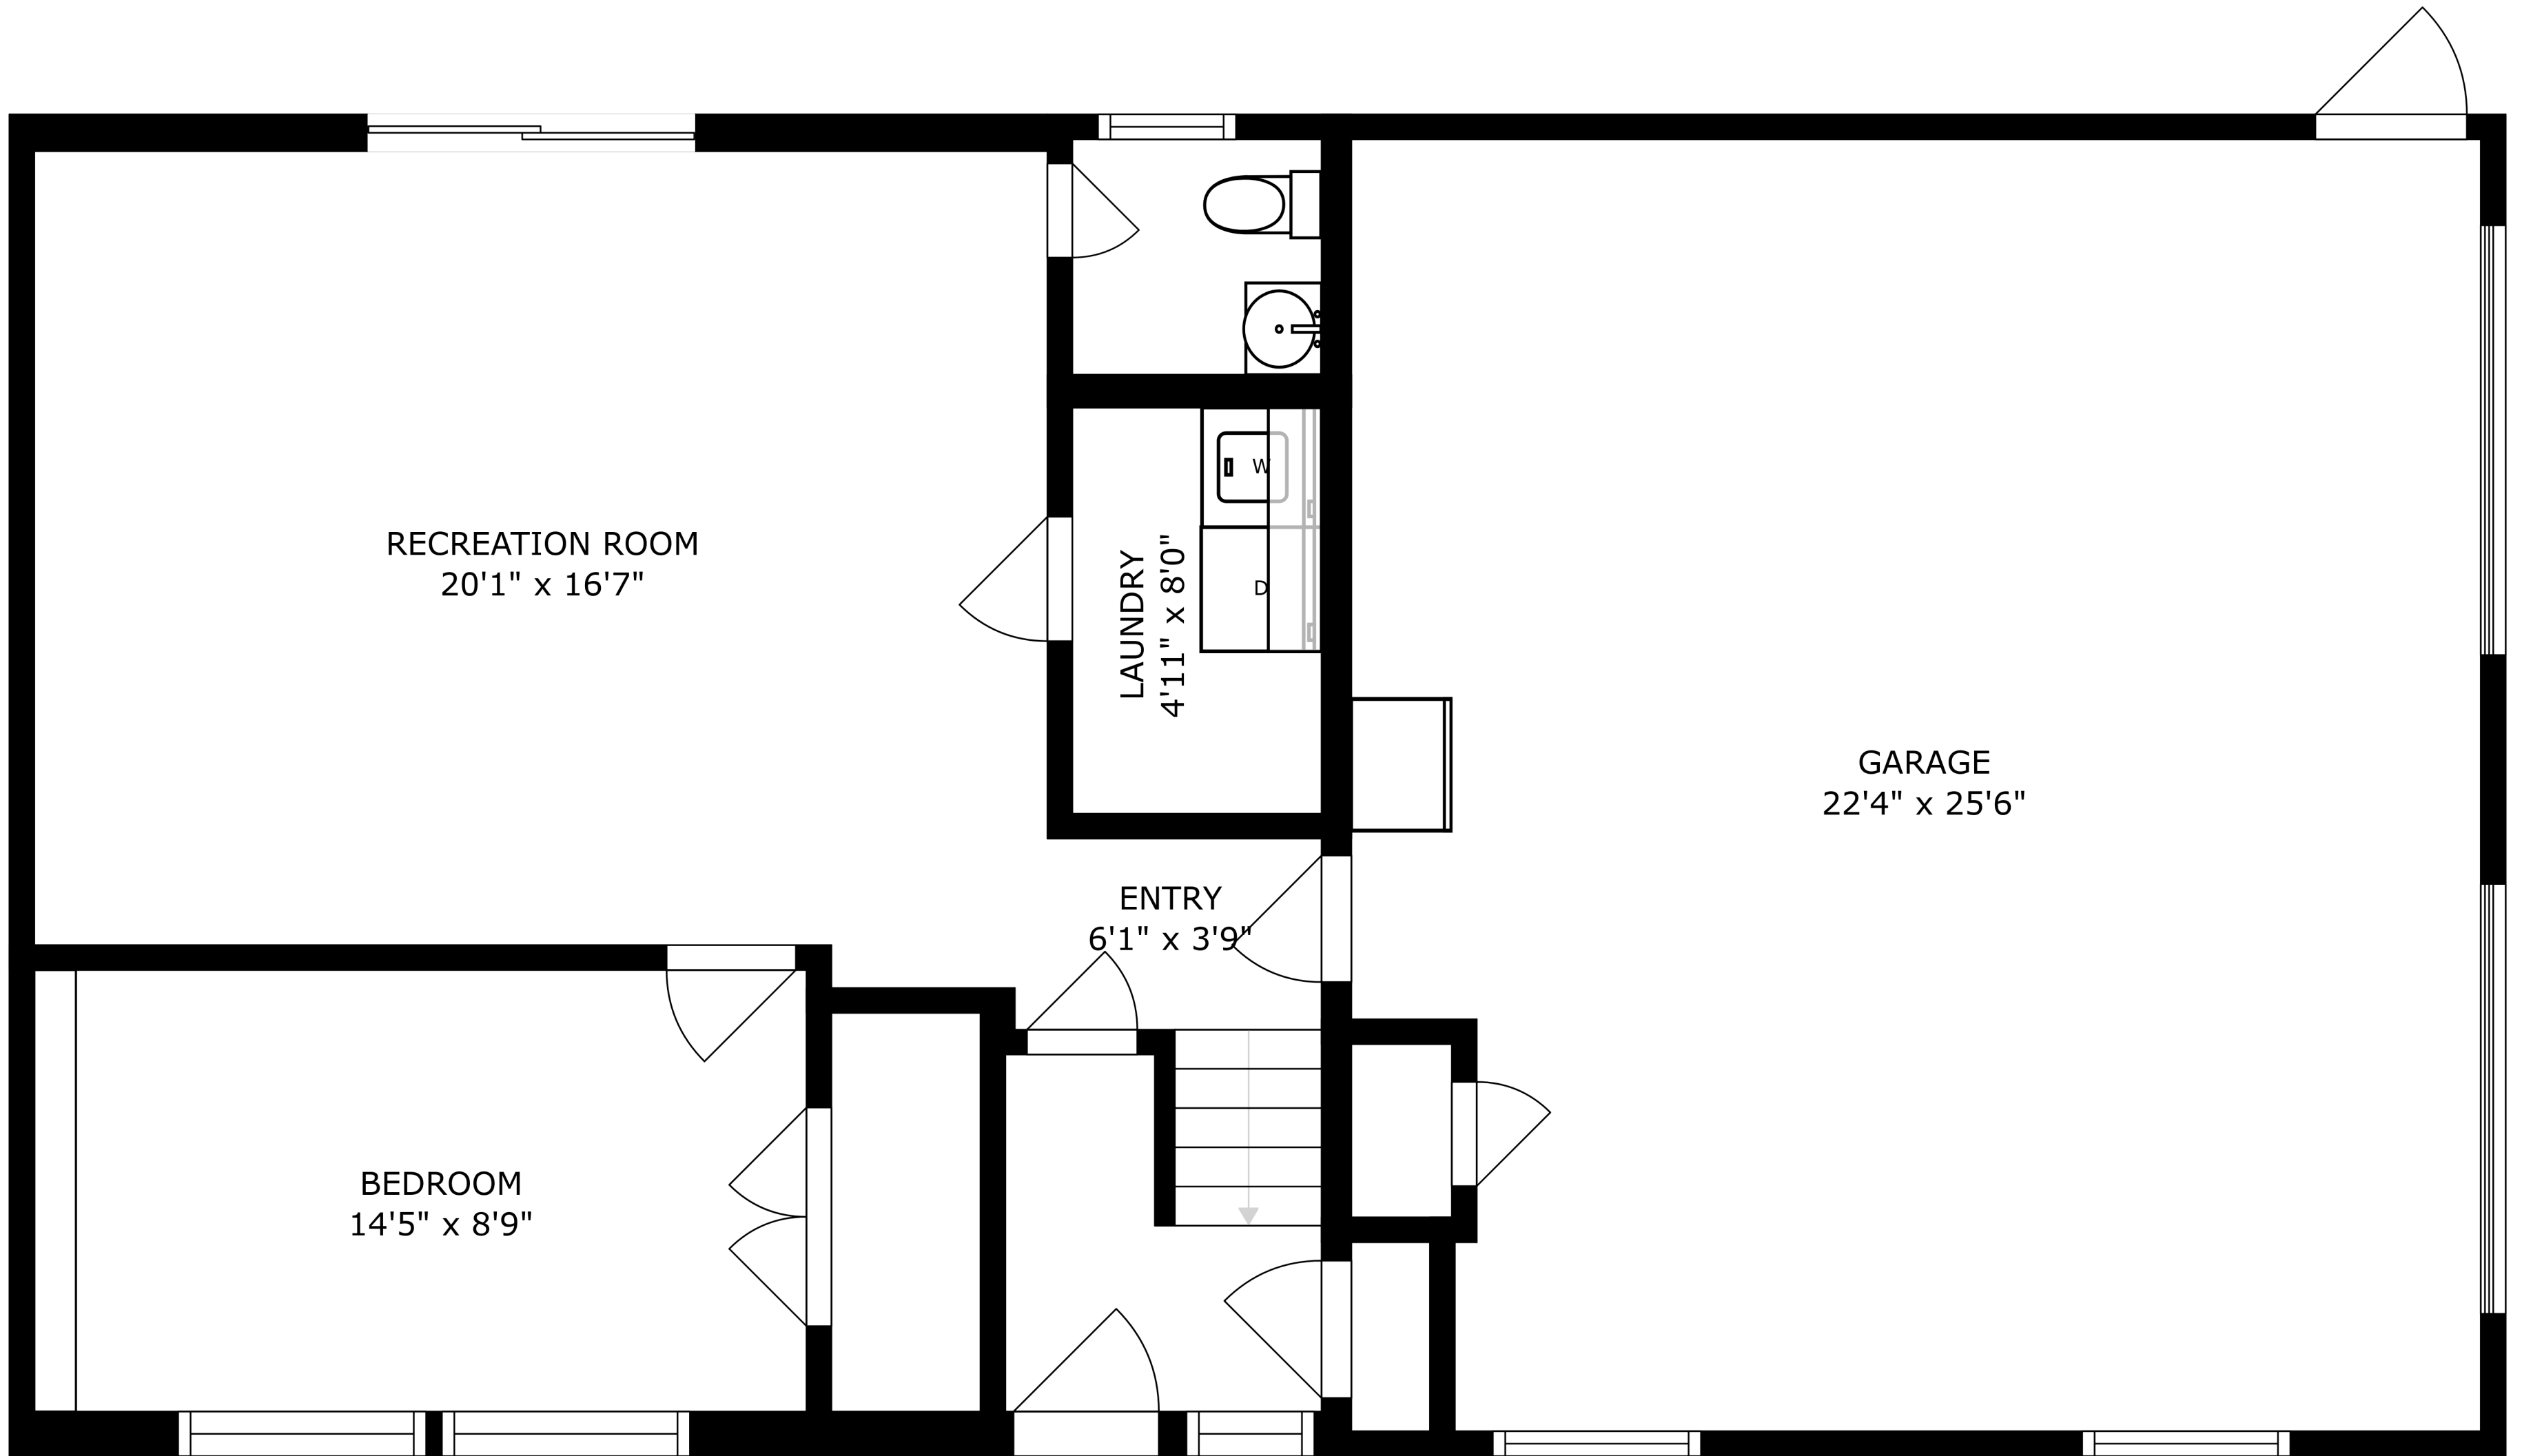 RECREATION ROOM
20'1" x 16'7"
W
D
LAUNDRY
4'11" x 8'0"
GARAGE
22'4" x 25'6"
ENTRY
6'1" x 3'9"
BEDROOM
14'5" x 8'9"